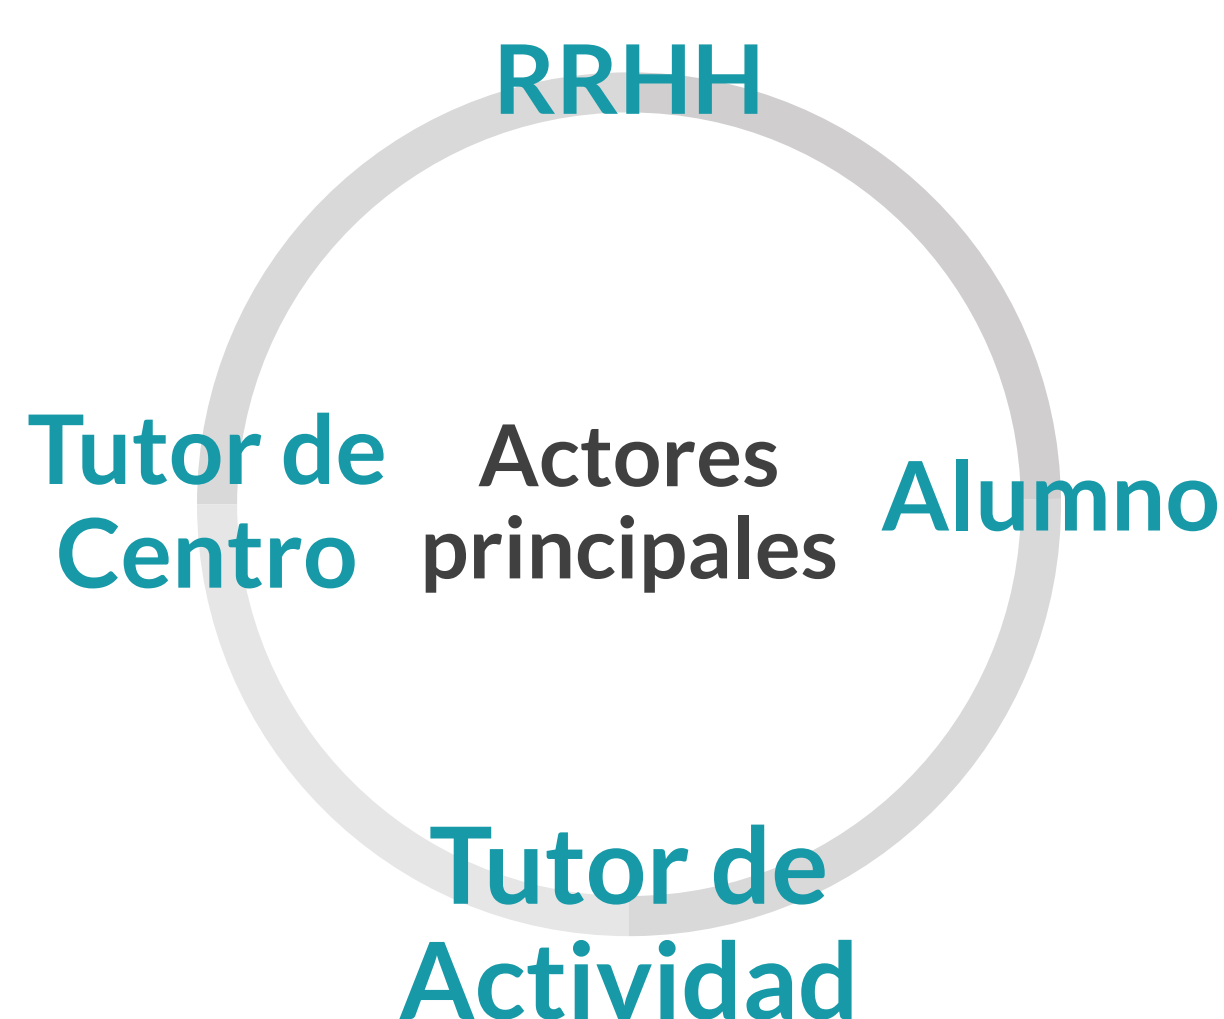 RRHH
Tutor de
Centro
Actores
principales
Alumno
Tutor de
Actividad